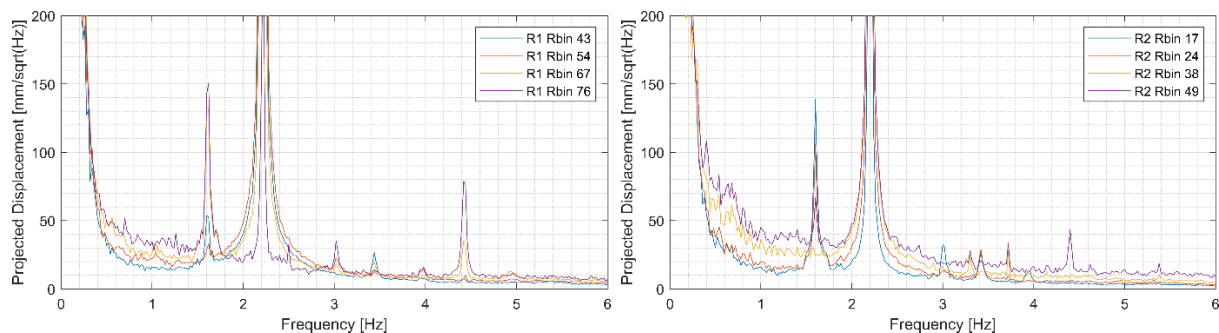 200
150
100
50
0
Projected Displacement [mm/sqrt(Hz)]
0 1 2 3 4 5 6
Frequency [Hz]
R1 Rbin 43
R1 Rbin 54
R1 Rbin 67
R1 Rbin 76
200
150
100
50
0
Projected Displacement [mm/sqrt(Hz)]
0 1 2 3 4 5 6
Frequency [Hz]
R2 Rbin 17
R2 Rbin 24
R2 Rbin 38
R2 Rbin 49